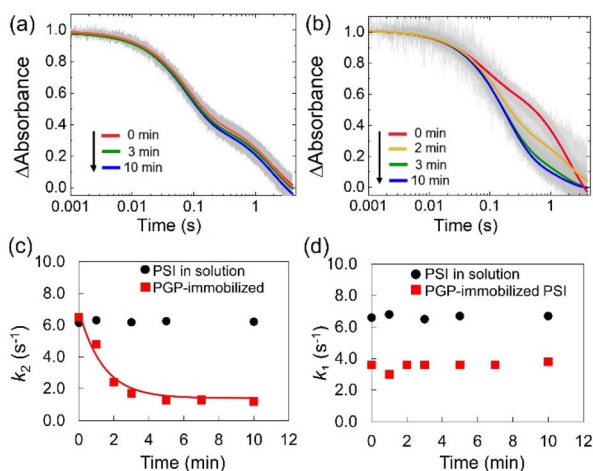 (a)
ΔAbsorbance
1.0
0.8
0.6
0.4
0.2
0.0
0 min
3 min
10 min
0.001 0.01 0.1 1
Time (s)
(b)
ΔAbsorbance
1.0
0.8
0.6
0.4
0.2
0.0
0 min
2 min
3 min
10 min
0.001 0.01 0.1 1
Time (s)
(c)
k2 (s-1)
10.0
8.0
6.0
4.0
2.0
0.0
PSI in solution
PGP-immobilized
0 2 4 6 8 10 12
Time (min)
(d)
k1 (s-1)
10.0
8.0
6.0
4.0
2.0
0.0
PSI in solution
PGP-immobilized PSI
0 2 4 6 8 10 12
Time (min)